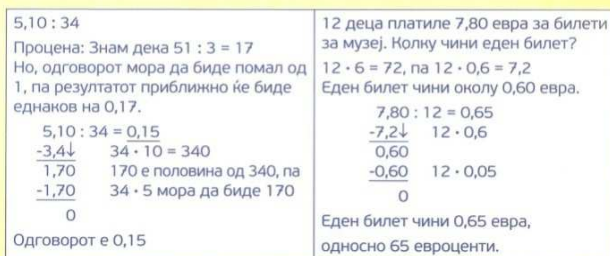 5,10 : 34
Процена: Знам дека 51 : 3 = 17
Но, одговорот мора да биде помал од
1, па резултатот приближно ќе биде
еднаков на 0,17.
5,10 : 34 = 0,15
-3,4↓ 34 · 10 = 340
1,70 170 е половина од 340, па
-1,70 34 · 5 мора да биде 170
0
Одговорот е 0,15
12 деца платиле 7,80 евра за билети
за музеј. Колку чини еден билет?
12 · 6 = 72, па 12 · 0,6 = 7,2
Еден билет чини околу 0,60 евра.
7,80 : 12 = 0,65
-7,2↓ 12 · 0,6
0,60
-0,60 12 · 0,05
0
Еден билет чини 0,65 евра,
односно 65 евроценти.